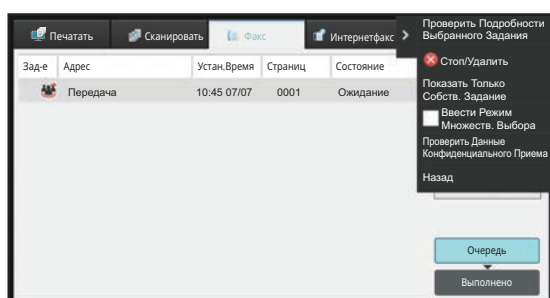 Печатать
Сканировать
Факс
Интернетфакс
Зад-е Адрес Устан.Время Страниц Состояние
Передача 10:45 07/07 0001 Ожидание
Проверить Подробности
Выбранного Задания
Стоп/Удалить
Показать Только
Собств. Задание
Ввести Режим
Множеств. Выбора
Проверить Данные
Конфиденциального Приема
Назад
Очередь
Выполнено